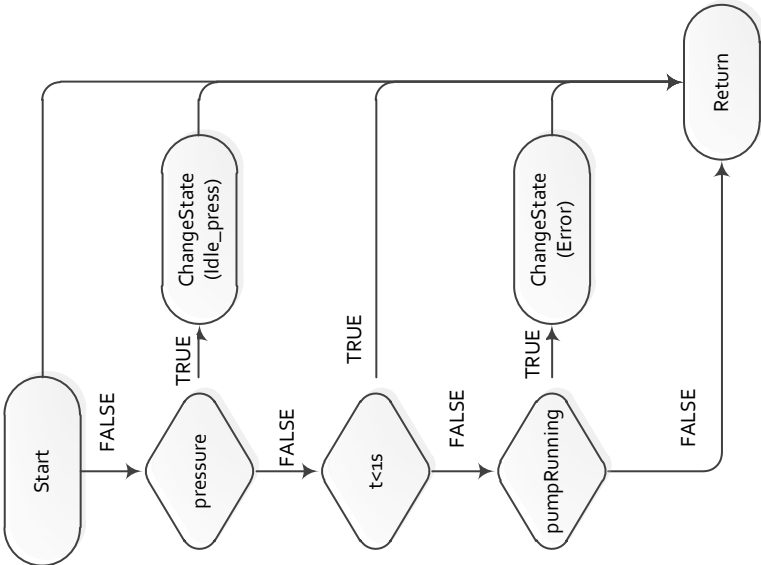 Start
FALSE
pressure
TRUE
ChangeState
(Idle_press)
FALSE
t<1s
TRUE
FALSE
pumpRunning
TRUE
ChangeState
(Error)
FALSE
Return